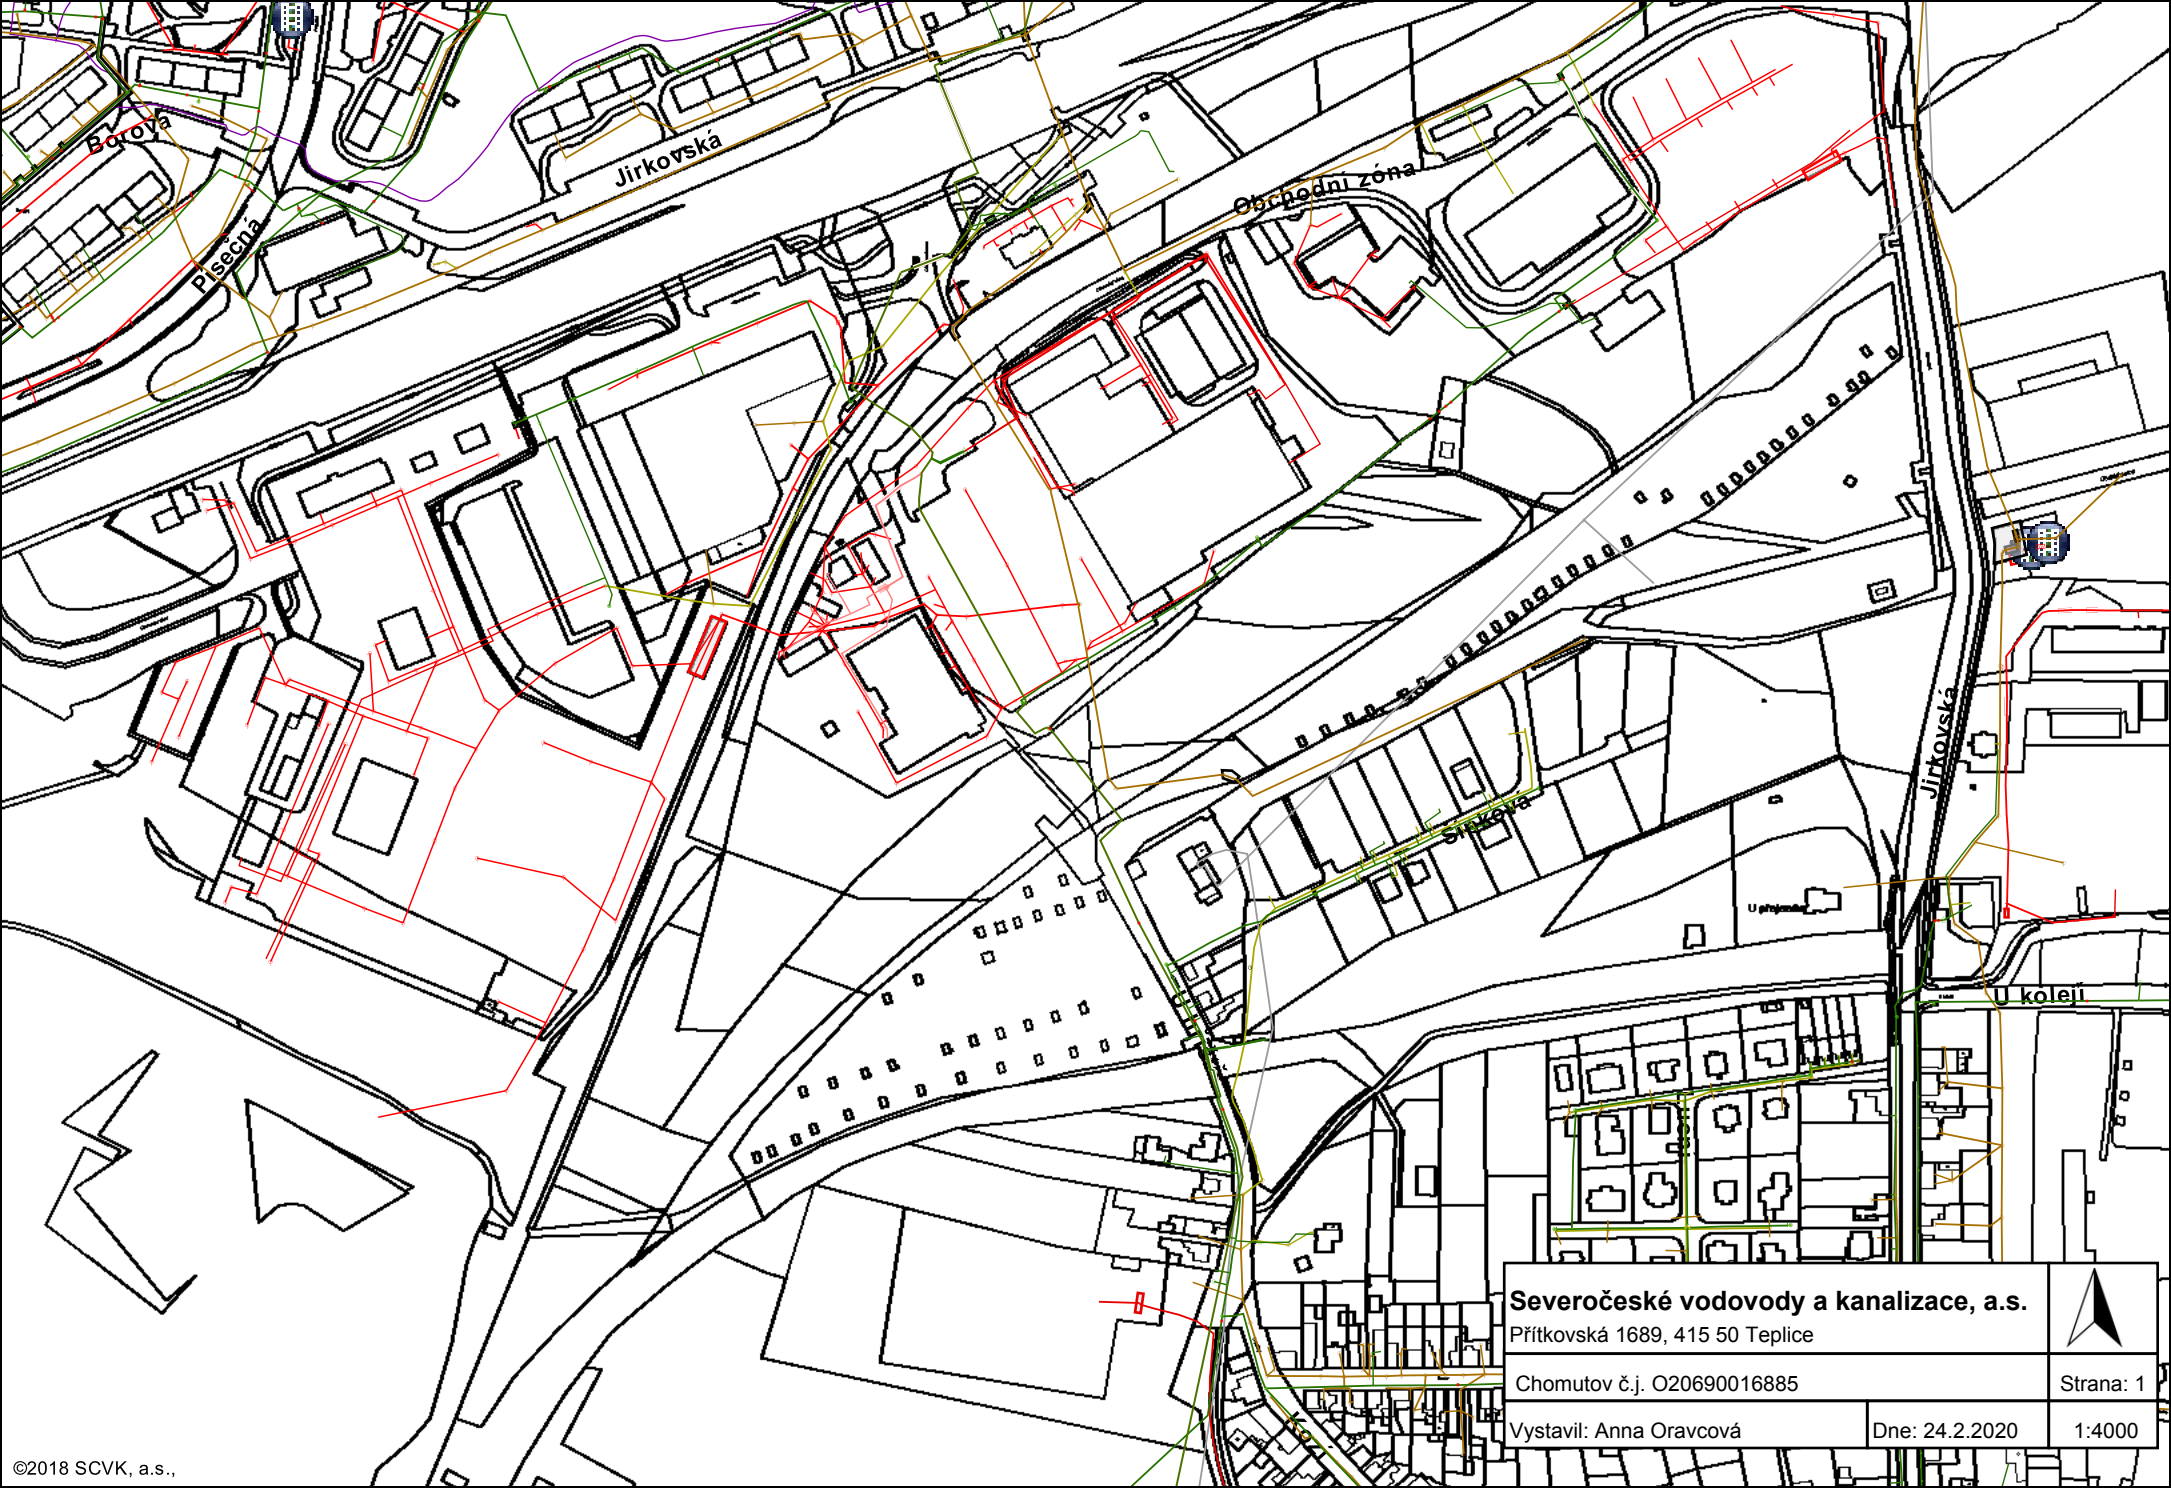 Borová
Písečná
Jirkovská
Obchodní zóna
Šípková
Jirkovská
U kolejí
Severočeské vodovody a kanalizace, a.s.
Přítkovská 1689, 415 50 Teplice
Chomutov č.j. O20690016885
Strana: 1
Vystavil: Anna Oravcová
Dne: 24.2.2020
1:4000
©2018 SCVK, a.s.,